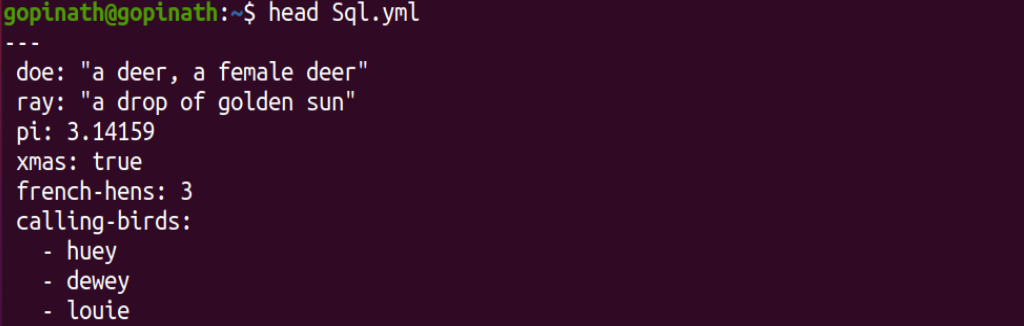 gopinath@gopinath:~$ head Sql.yml
---
 doe: "a deer, a female deer"
 ray: "a drop of golden sun"
 pi: 3.14159
 xmas: true
 french-hens: 3
 calling-birds:
   - huey
   - dewey
   - louie